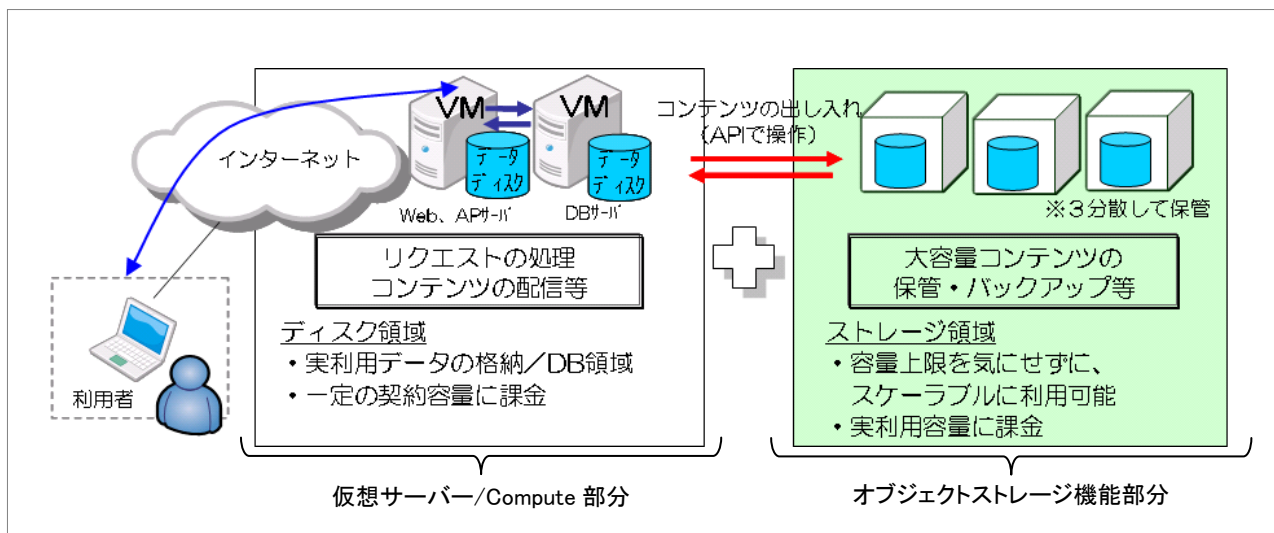 インターネット
利用者
VM
VM
データ
ディスク
データ
ディスク
Web、APサーバ
DBサーバ
リクエストの処理
コンテンツの配信等
ディスク領域
・実利用データの格納／DB領域
・一定の契約容量に課金
仮想サーバー/Compute 部分
コンテンツの出し入れ
（APIで操作）
※３分散して保管
大容量コンテンツの
保管・バックアップ等
ストレージ領域
・容量上限を気にせずに、
スケーラブルに利用可能
・実利用容量に課金
オブジェクトストレージ機能部分